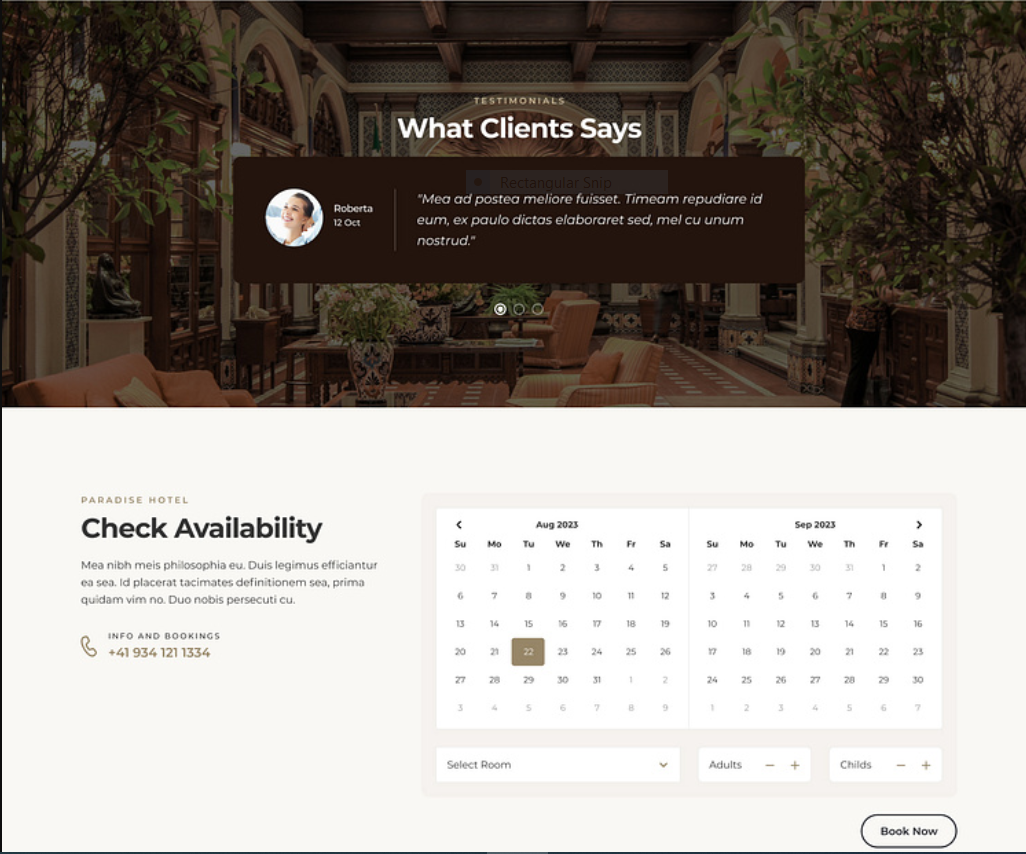 TESTIMONIALS
What Clients Says
Rectangular Snip
"Mea ad postea meliore fuisset. Timeam repudiare id
eum, ex paulo dictas elaboraret sed, mel cu unum
nostrud."
Roberta
12 Oct
PARADISE HOTEL
Check Availability
Mea nibh meis philosophia eu. Duis legimus efficiantur
ea sea. Id placerat tacimates definitionem sea, prima
quidam vim no. Duo nobis persecuti cu.
INFO AND BOOKINGS
+41 934 121 1334
Aug 2023
Su Mo Tu We Th Fr Sa
30 31 1 2 3 4 5
6 7 8 9 10 11 12
13 14 15 16 17 18 19
20 21 22 23 24 25 26
27 28 29 30 31 1 2
3 4 5 6 7 8 9
Sep 2023
Su Mo Tu We Th Fr Sa
27 28 29 30 31 1 2
3 4 5 6 7 8 9
10 11 12 13 14 15 16
17 18 19 20 21 22 23
24 25 26 27 28 29 30
1 2 3 4 5 6 7
Select Room
Adults − +
Childs − +
Book Now